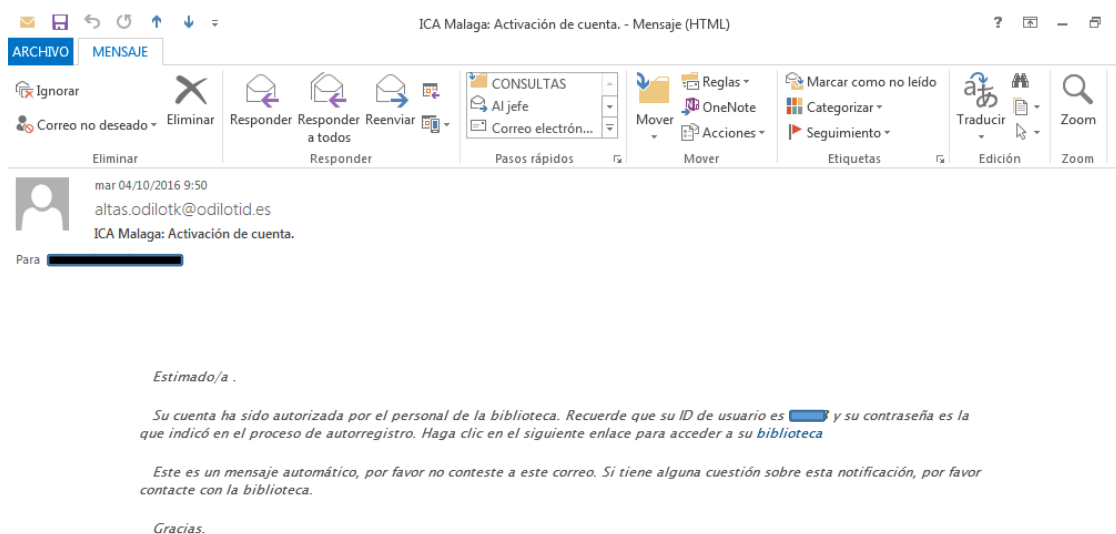 ICA Malaga: Activación de cuenta. - Mensaje (HTML)
ARCHIVO MENSAJE
Ignorar
Correo no deseado
Eliminar
Responder
Responder a todos
Reenviar
CONSULTAS
Al jefe
Correo electrón...
Mover
Reglas
OneNote
Acciones
Marcar como no leído
Categorizar
Seguimiento
Traducir
Zoom
Eliminar Responder Pasos rápidos Mover Etiquetas Edición Zoom
mar 04/10/2016 9:50
altas.odilotk@odilotid.es
ICA Malaga: Activación de cuenta.
Para
Estimado/a .
Su cuenta ha sido autorizada por el personal de la biblioteca. Recuerde que su ID de usuario es y su contraseña es la
que indicó en el proceso de autorregistro. Haga clic en el siguiente enlace para acceder a su biblioteca
Este es un mensaje automático, por favor no conteste a este correo. Si tiene alguna cuestión sobre esta notificación, por favor
contacte con la biblioteca.
Gracias.